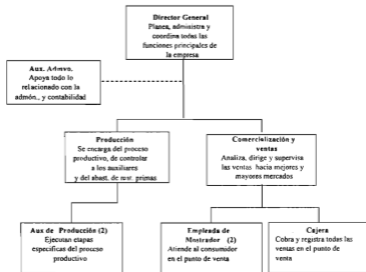 Director General
Planea, administra y
coordina todas las
funciones principales de
la empresa
Aux. Admvo.
Apoya todo lo
relacionado con la
admón., y contabilidad
Producción
Se encarga del proceso
productivo, de controlar
a los auxiliares
y del abast. de mat. primas
Comercialización y
ventas
Analiza, dirige y supervisa
las ventas hacia mejores y
mayores mercados
Aux de Producción (2)
Ejecutan etapas
especificas del proceso
productivo
Empleada de
Mostrador (2)
Atiende al consumidor
en el punto de venta
Cajera
Cobra y registra todas las
ventas en el punto de
venta